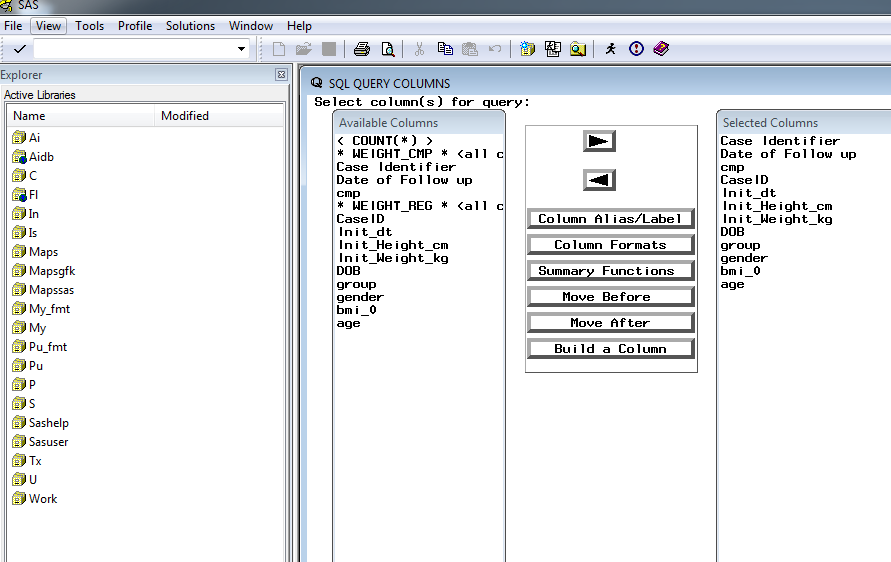 SAS
File View Tools Profile Solutions Window Help
Explorer
Active Libraries
Name Modified
Ai
Aidb
C
Fl
In
Is
Maps
Mapsgfk
Mapssas
My_fmt
My
Pu_fmt
Pu
P
S
Sashelp
Sasuser
Tx
U
Work
SQL QUERY COLUMNS
Select column(s) for query:
Available Columns
< COUNT(*) >
* WEIGHT_CMP * <all c
Case Identifier
Date of Follow up
cmp
* WEIGHT_REG * <all c
CaseID
Init_dt
Init_Height_cm
Init_Weight_kg
DOB
group
gender
bmi_0
age
Column Alias/Label
Column Formats
Summary Functions
Move Before
Move After
Build a Column
Selected Columns
Case Identifier
Date of Follow up
cmp
CaseID
Init_dt
Init_Height_cm
Init_Weight_kg
DOB
group
gender
bmi_0
age